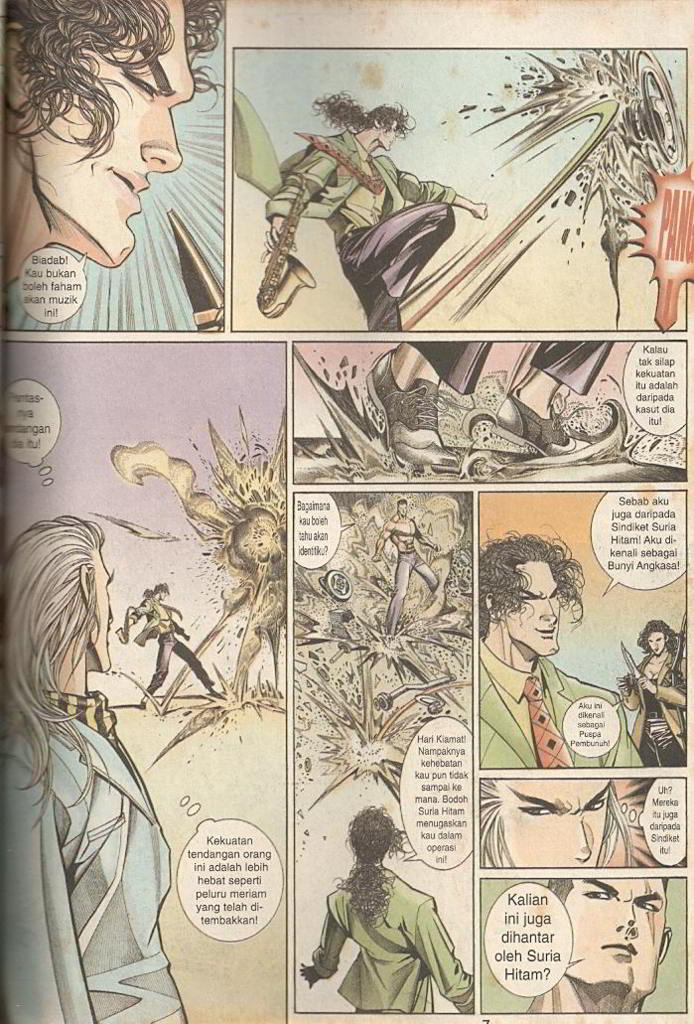 Biadab!
Kau bukan
boleh faham
akan muzik
ini!
PANG
Pantas-
nya
tendangan
dia itu!
Kekuatan
tendangan orang
ini adalah lebih
hebat seperti
peluru meriam
yang telah di-
tembakkan!
Kalau
tak silap
kekuatan
itu adalah
daripada
kasut dia
itu!
Bagaimana
kau boleh
tahu akan
identitiku?
Hari Kiamat!
Nampaknya
kehebatan
kau pun tidak
sampai ke
mana. Bodoh
Suria Hitam
menugaskan
kau dalam
operasi
ini!
Sebab aku
juga daripada
Sindiket Suria
Hitam! Aku di-
kenali sebagai
Bunyi Angkasa!
Aku ini
dikenali
sebagai
Puspa
Pembunuh!
Uh?
Mereka
itu juga
daripada
Sindiket
itu!
Kalian
ini juga
dihantar
oleh Suria
Hitam?
7